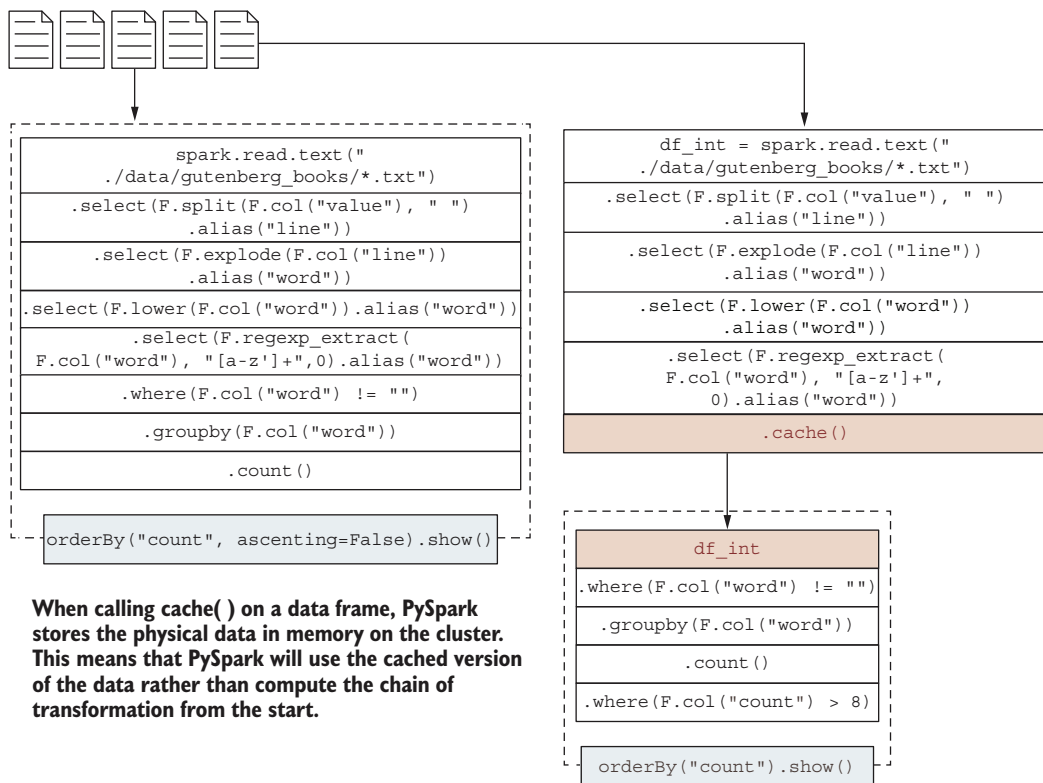 spark.read.text("
./data/gutenberg_books/*.txt")
.select(F.split(F.col("value"), " ")
.alias("line"))
.select(F.explode(F.col("line"))
.alias("word"))
.select(F.lower(F.col("word")).alias("word"))
.select(F.regexp_extract(
F.col("word"), "[a-z']+",0).alias("word"))
.where(F.col("word") != "")
.groupby(F.col("word"))
.count()
orderBy("count", ascenting=False).show()
When calling cache( ) on a data frame, PySpark
stores the physical data in memory on the cluster.
This means that PySpark will use the cached version
of the data rather than compute the chain of
transformation from the start.
df_int = spark.read.text("
./data/gutenberg_books/*.txt")
.select(F.split(F.col("value"), " ")
.alias("line"))
.select(F.explode(F.col("line"))
.alias("word"))
.select(F.lower(F.col("word"))
.alias("word"))
.select(F.regexp_extract(
F.col("word"), "[a-z']+",
0).alias("word"))
.cache()
df_int
.where(F.col("word") != "")
.groupby(F.col("word"))
.count()
.where(F.col("count") > 8)
orderBy("count").show()